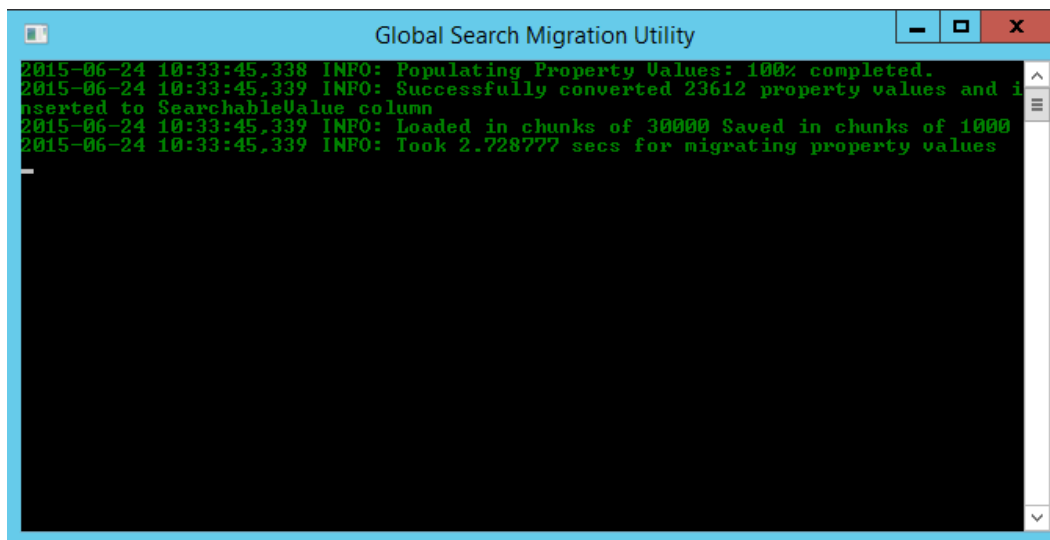 Global Search Migration Utility
2015-06-24 10:33:45,338 INFO: Populating Property Values: 100% completed.
2015-06-24 10:33:45,339 INFO: Successfully converted 23612 property values and i
nserted to SearchableValue column
2015-06-24 10:33:45,339 INFO: Loaded in chunks of 30000 Saved in chunks of 1000
2015-06-24 10:33:45,339 INFO: Took 2.728777 secs for migrating property values